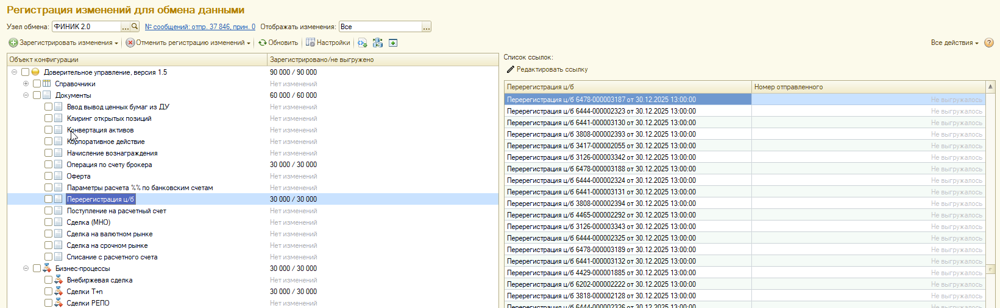 Регистрация изменений для обмена данными
Узел обмена: ФИНИК 2.0 ... № сообщений: отпр. 37 846, прин. 0 Отображать изменения: Все ...
Зарегистрировать изменения Отменить регистрацию изменений Обновить Настройки Все действия ?
Объект конфигурации Зарегистрировано/не выгружено
Доверительное управление, версия 1.5 90 000 / 90 000
Справочники Нет изменений
Документы 60 000 / 60 000
Ввод вывод ценных бумаг из ДУ Нет изменений
Клиринг открытых позиций Нет изменений
Конвертация активов Нет изменений
Корпоративное действие Нет изменений
Начисление вознаграждения Нет изменений
Операция по счету брокера 30 000 / 30 000
Оферта Нет изменений
Параметры расчета %% по банковским счетам Нет изменений
Перерегистрация ц/б 30 000 / 30 000
Поступление на расчетный счет Нет изменений
Сделка (МНО) Нет изменений
Сделка на валютном рынке Нет изменений
Сделка на срочном рынке Нет изменений
Списание с расчетного счета Нет изменений
Бизнес-процессы 30 000 / 30 000
Внебиржевая сделка Нет изменений
Сделки Т+n 30 000 / 30 000
Сделки РЕПО Нет изменений
Список ссылок:
Редактировать ссылку
Перерегистрация ц/б Номер отправленного
Перерегистрация ц/б 6478-000003187 от 30.12.2025 13:00:00 Не выгружалось
Перерегистрация ц/б 6444-000002323 от 30.12.2025 13:00:00 Не выгружалось
Перерегистрация ц/б 6441-000003130 от 30.12.2025 13:00:00 Не выгружалось
Перерегистрация ц/б 3808-000002393 от 30.12.2025 13:00:00 Не выгружалось
Перерегистрация ц/б 3417-000002055 от 30.12.2025 13:00:00 Не выгружалось
Перерегистрация ц/б 3126-000003342 от 30.12.2025 13:00:00 Не выгружалось
Перерегистрация ц/б 6478-000003188 от 30.12.2025 13:00:00 Не выгружалось
Перерегистрация ц/б 6444-000002324 от 30.12.2025 13:00:00 Не выгружалось
Перерегистрация ц/б 6441-000003131 от 30.12.2025 13:00:00 Не выгружалось
Перерегистрация ц/б 3808-000002394 от 30.12.2025 13:00:00 Не выгружалось
Перерегистрация ц/б 4465-000002292 от 30.12.2025 13:00:00 Не выгружалось
Перерегистрация ц/б 3126-000003343 от 30.12.2025 13:00:00 Не выгружалось
Перерегистрация ц/б 6444-000002325 от 30.12.2025 13:00:00 Не выгружалось
Перерегистрация ц/б 6478-000003189 от 30.12.2025 13:00:00 Не выгружалось
Перерегистрация ц/б 6441-000003132 от 30.12.2025 13:00:00 Не выгружалось
Перерегистрация ц/б 4429-000001885 от 30.12.2025 13:00:00 Не выгружалось
Перерегистрация ц/б 6202-000002222 от 30.12.2025 13:00:00 Не выгружалось
Перерегистрация ц/б 3818-000002128 от 30.12.2025 13:00:00 Не выгружалось
Перерегистрация ц/б 6444-000002326 от 30.12.2025 13:00:00 Не выгружалось